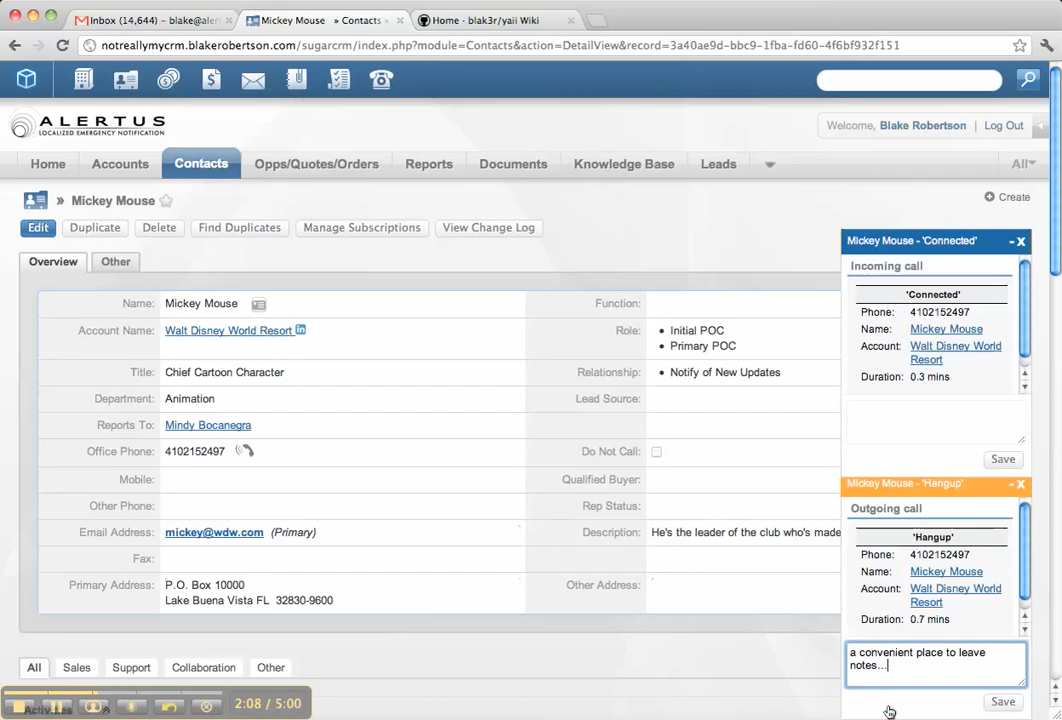 Inbox (14,644) – blake@aler
Mickey Mouse » Contacts
Home · blak3r/yaii Wiki
notreallymycrm.blakerobertson.com/sugarcrm/index.php?module=Contacts&action=DetailView&record=3a40ae9d-bbc9-1fba-fd60-4f6bf932f151
ALERTUS
LOCALIZED EMERGENCY NOTIFICATION
Welcome, Blake Robertson | Log Out
Home Accounts Contacts Opps/Quotes/Orders Reports Documents Knowledge Base Leads All
» Mickey Mouse
Create
Edit Duplicate Delete Find Duplicates Manage Subscriptions View Change Log
Overview Other
Name: Mickey Mouse Function:
Account Name: Walt Disney World Resort in Role: • Initial POC
• Primary POC
Title: Chief Cartoon Character Relationship: • Notify of New Updates
Department: Animation Lead Source:
Reports To: Mindy Bocanegra
Office Phone: 4102152497 Do Not Call:
Mobile: Qualified Buyer:
Other Phone: Rep Status:
Email Address: mickey@wdw.com (Primary) Description: He's the leader of the club who's made
Fax:
Primary Address: P.O. Box 10000 Other Address:
Lake Buena Vista FL 32830-9600
All Sales Support Collaboration Other
Mickey Mouse - 'Connected' - X
Incoming call
'Connected'
Phone: 4102152497
Name: Mickey Mouse
Account: Walt Disney World
Resort
Duration: 0.3 mins
Save
Mickey Mouse - 'Hangup' - X
Outgoing call
'Hangup'
Phone: 4102152497
Name: Mickey Mouse
Account: Walt Disney World
Resort
Duration: 0.7 mins
a convenient place to leave
notes...
Save
Activities
2:08 / 5:00